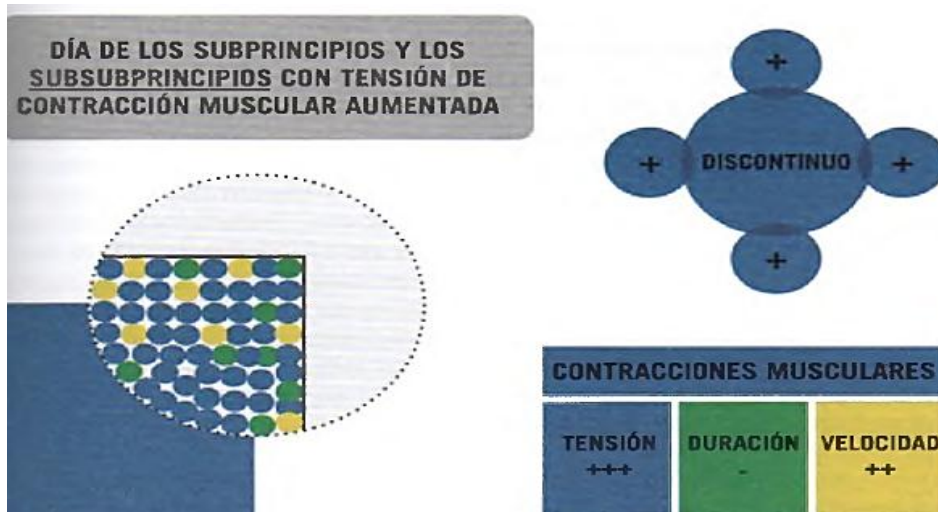 DÍA DE LOS SUBPRINCIPIOS Y LOS
SUBSUBPRINCIPIOS CON TENSIÓN DE
CONTRACCIÓN MUSCULAR AUMENTADA
+
+ DISCONTINUO +
+
CONTRACCIONES MUSCULARES
TENSIÓN DURACIÓN VELOCIDAD
+++ - ++